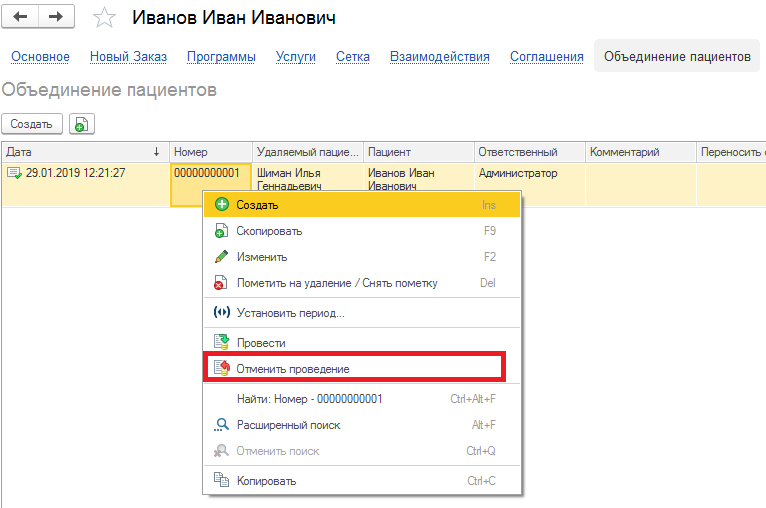 Иванов Иван Иванович
Основное Новый Заказ Программы Услуги Сетка Взаимодействия Соглашения Объединение пациентов
Объединение пациентов
Создать
Дата ↓ Номер Удаляемый пацие... Пациент Ответственный Комментарий Переносить
29.01.2019 12:21:27 00000000001 Шиман Илья Иванов Иван Администратор
Геннадьевич Иванович
Создать Ins
Скопировать F9
Изменить F2
Пометить на удаление / Снять пометку Del
Установить период...
Провести
Отменить проведение
Найти: Номер - 00000000001 Ctrl+Alt+F
Расширенный поиск Alt+F
Отменить поиск Ctrl+Q
Копировать Ctrl+C